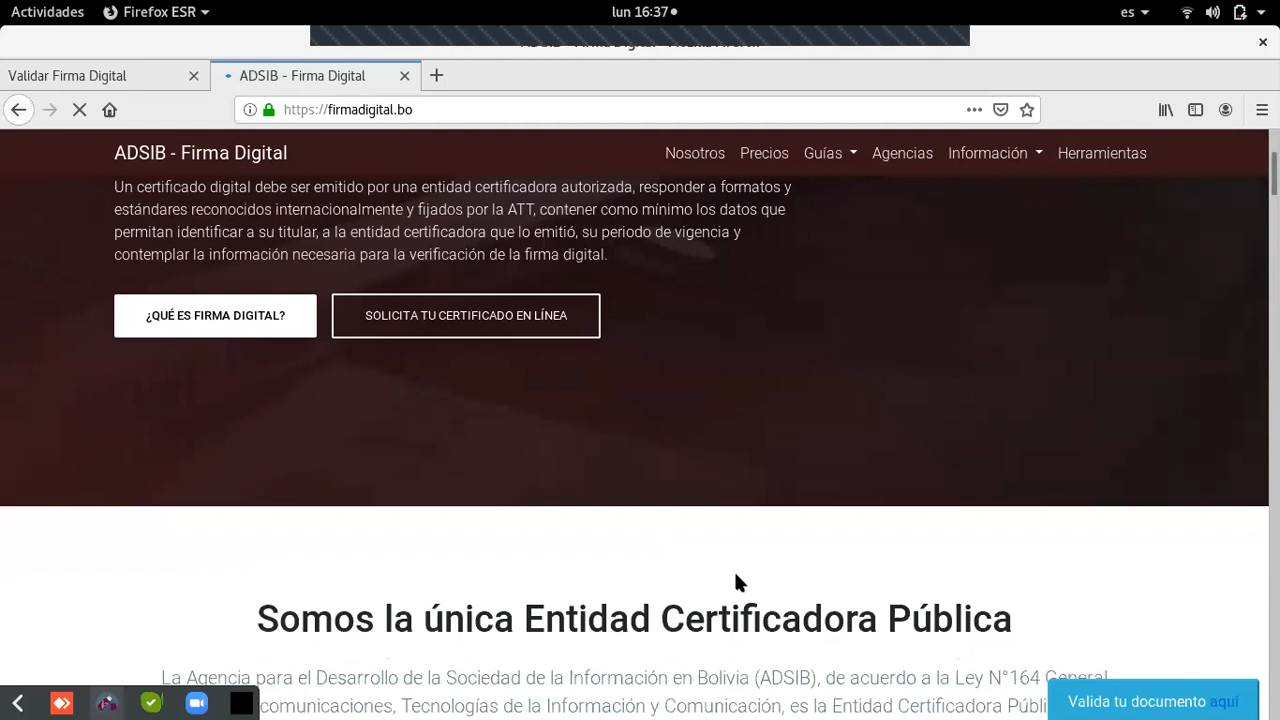 Actividades Firefox ESR lun 16:37 es
Validar Firma Digital ADSIB - Firma Digital
https://firmadigital.bo
ADSIB - Firma Digital Nosotros Precios Guías Agencias Información Herramientas
Un certificado digital debe ser emitido por una entidad certificadora autorizada, responder a formatos y
estándares reconocidos internacionalmente y fijados por la ATT, contener como mínimo los datos que
permitan identificar a su titular, a la entidad certificadora que lo emitió, su periodo de vigencia y
contemplar la información necesaria para la verificación de la firma digital.
¿QUÉ ES FIRMA DIGITAL? SOLICITA TU CERTIFICADO EN LÍNEA
Somos la única Entidad Certificadora Pública
La Agencia para el Desarrollo de la Sociedad de la Información en Bolivia (ADSIB), de acuerdo a la Ley N°164 General
comunicaciones, Tecnologías de la Información y Comunicación, es la Entidad Certificadora
Valida tu documento aquí